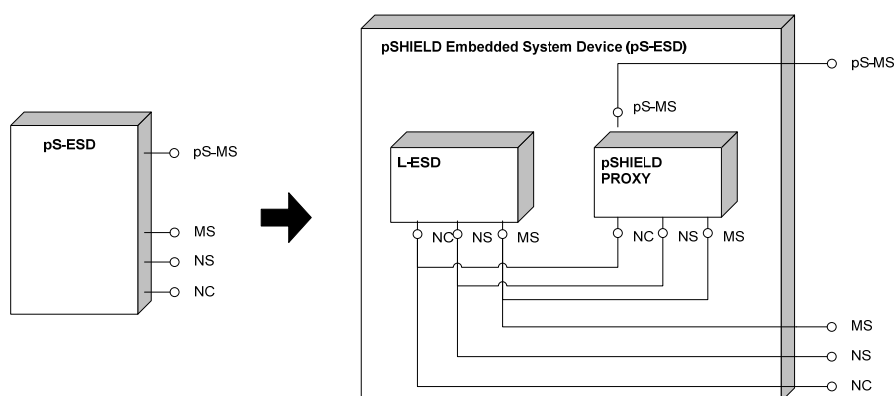 pS-ESD
pS-MS
MS
NS
NC
pSHIELD Embedded System Device (pS-ESD)
pS-MS
pS-MS
L-ESD
pSHIELD
PROXY
NC NS MS
NC NS MS
MS
NS
NC